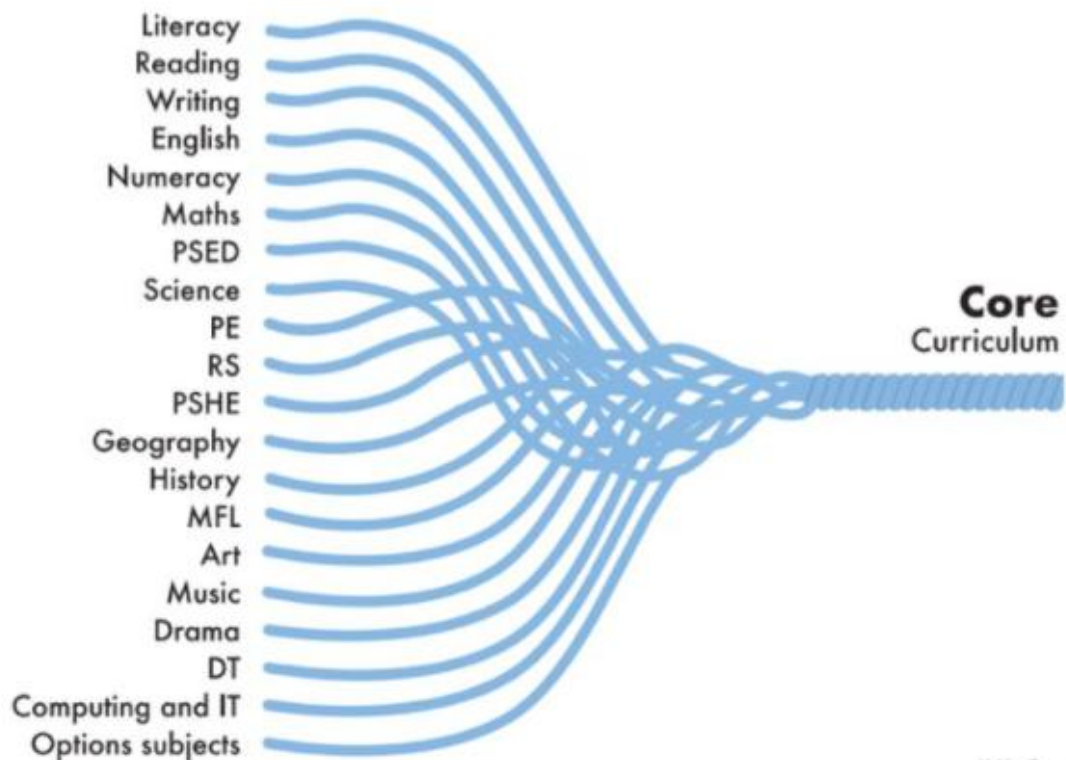 Literacy
Reading
Writing
English
Numeracy
Maths
PSED
Science
PE
RS
PSHE
Geography
History
MFL
Art
Music
Drama
DT
Computing and IT
Options subjects
Core
Curriculum